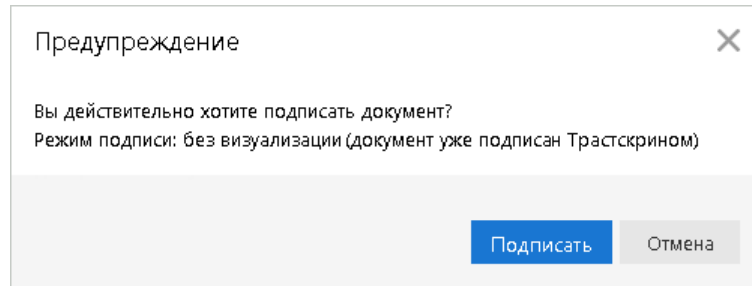 Предупреждение
Вы действительно хотите подписать документ?
Режим подписи: без визуализации (документ уже подписан Трастскрином)
Подписать
Отмена